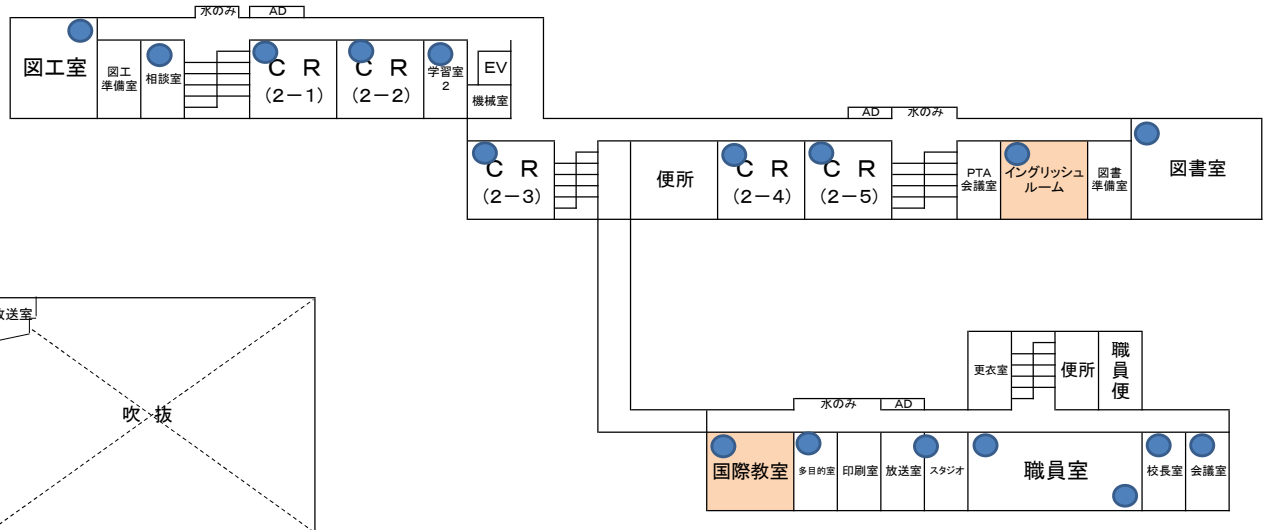 水のみ
AD
図工室
図工
準備室
相談室
C R
(2-1)
C R
(2-2)
学習室
2
EV
機械室
AD
水のみ
C R
(2-3)
便所
C R
(2-4)
C R
(2-5)
PTA
会議室
イングリッシュ
ルーム
図書
準備室
図書室
送室
吹 抜
更衣室
便所
職員便
水のみ
AD
国際教室
多目的室
印刷室
放送室
スタジオ
職員室
校長室
会議室